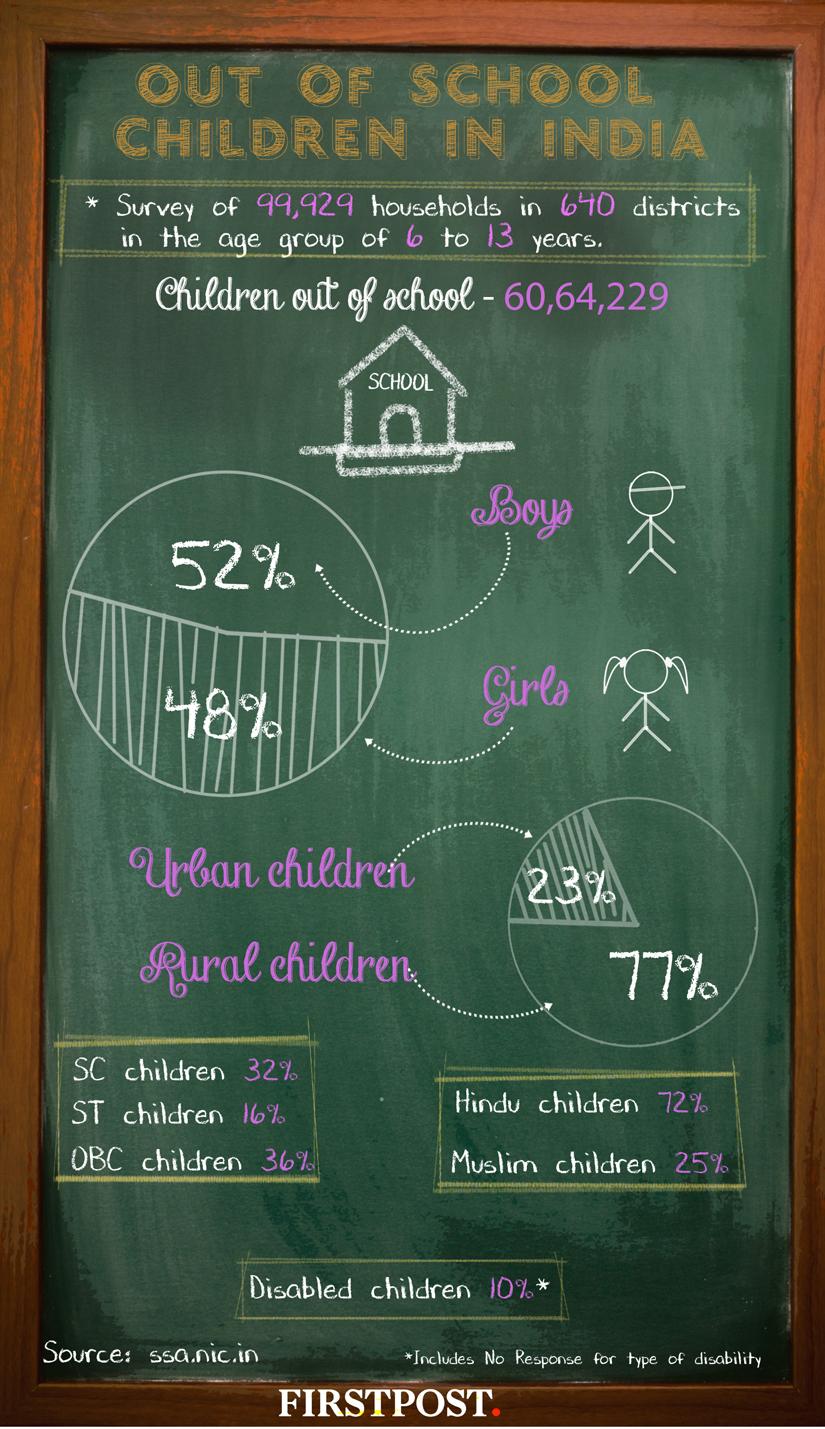 OUT OF SCHOOL
CHILDREN IN INDIA
* Survey of 99,929 households in 640 districts
in the age group of 6 to 13 years.
Children out of school - 60,64,229
SCHOOL
Boys
52%
48%
Girls
Urban children
23%
Rural children
77%
SC children 32%
ST children 16%
OBC children 36%
Hindu children 72%
Muslim children 25%
Disabled children 10%*
Source: ssa.nic.in
*Includes No Response for type of disability
FIRSTPOST.